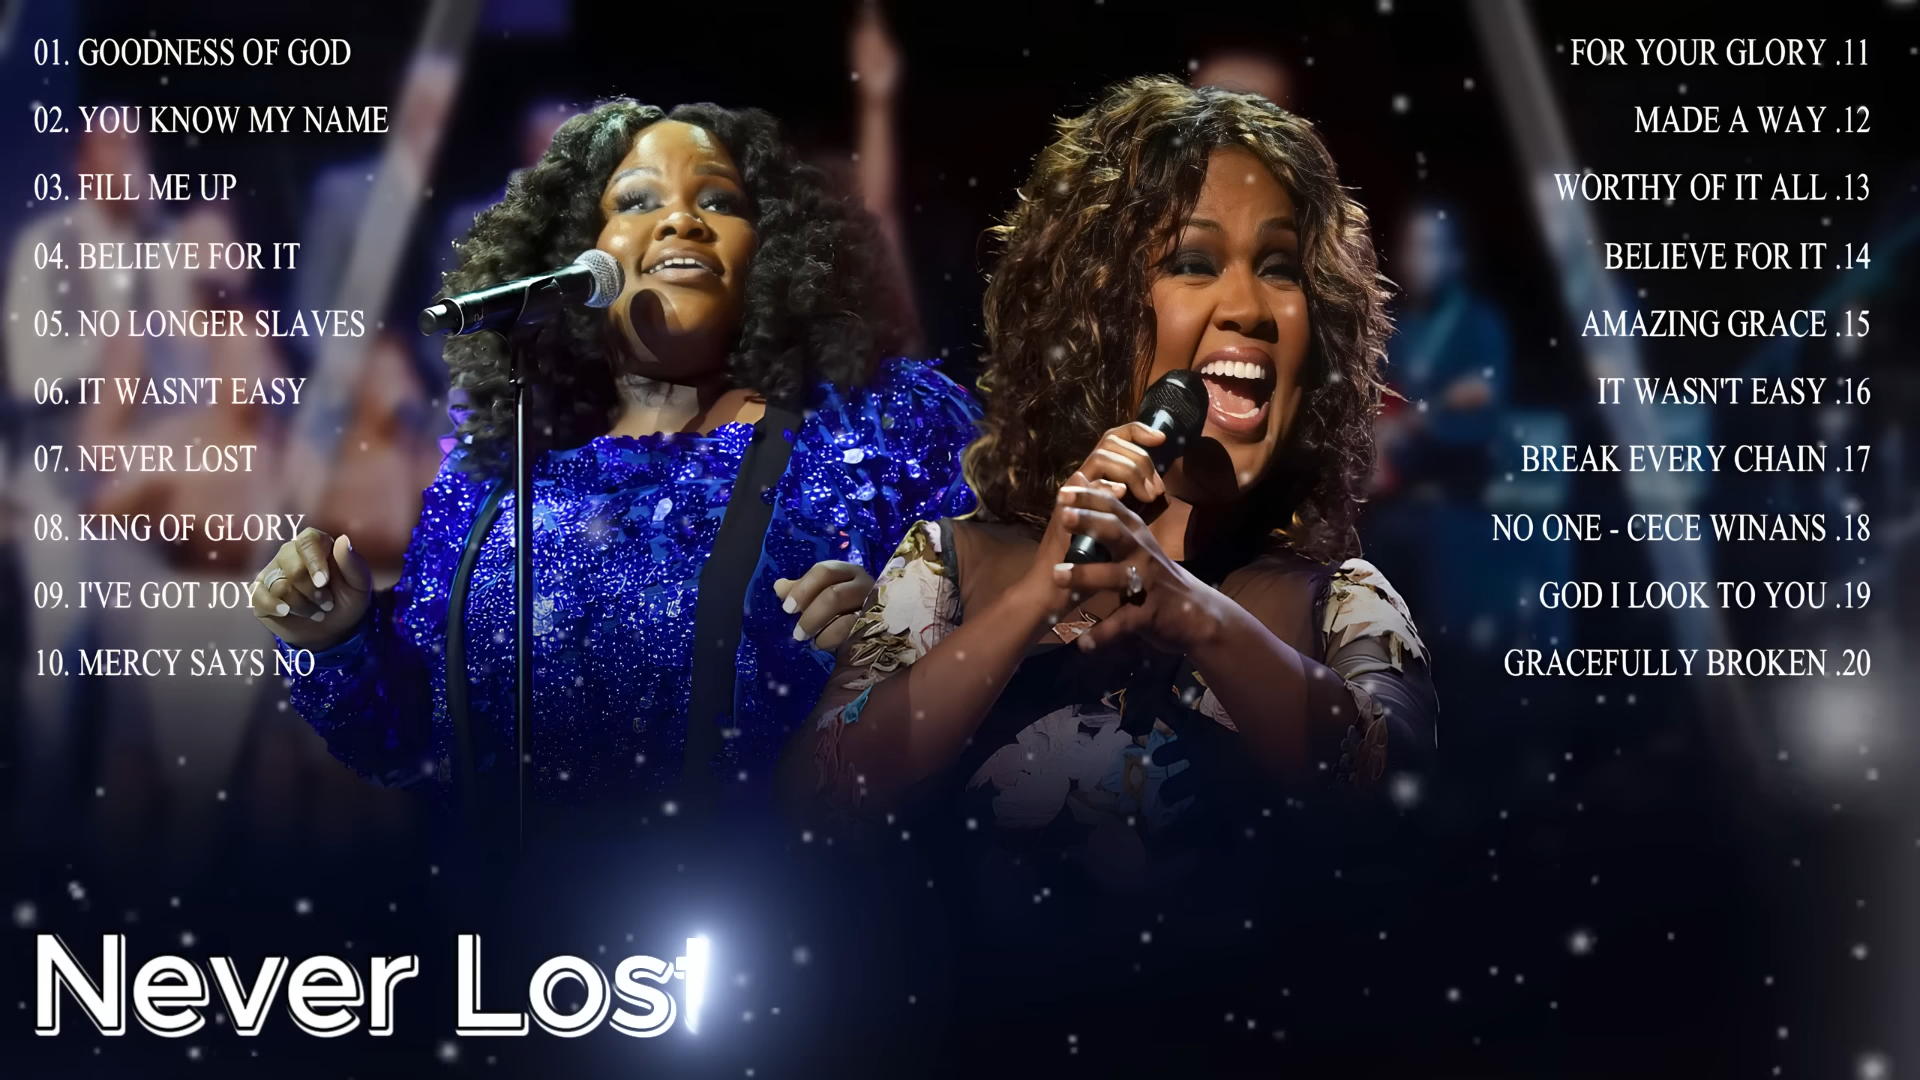 01. GOODNESS OF GOD
02. YOU KNOW MY NAME
03. FILL ME UP
04. BELIEVE FOR IT
05. NO LONGER SLAVES
06. IT WASN'T EASY
07. NEVER LOST
08. KING OF GLORY
09. I'VE GOT JOY
10. MERCY SAYS NO
FOR YOUR GLORY .11
MADE A WAY .12
WORTHY OF IT ALL .13
BELIEVE FOR IT .14
AMAZING GRACE .15
IT WASN'T EASY .16
BREAK EVERY CHAIN .17
NO ONE - CECE WINANS .18
GOD I LOOK TO YOU .19
GRACEFULLY BROKEN .20
Never Lost